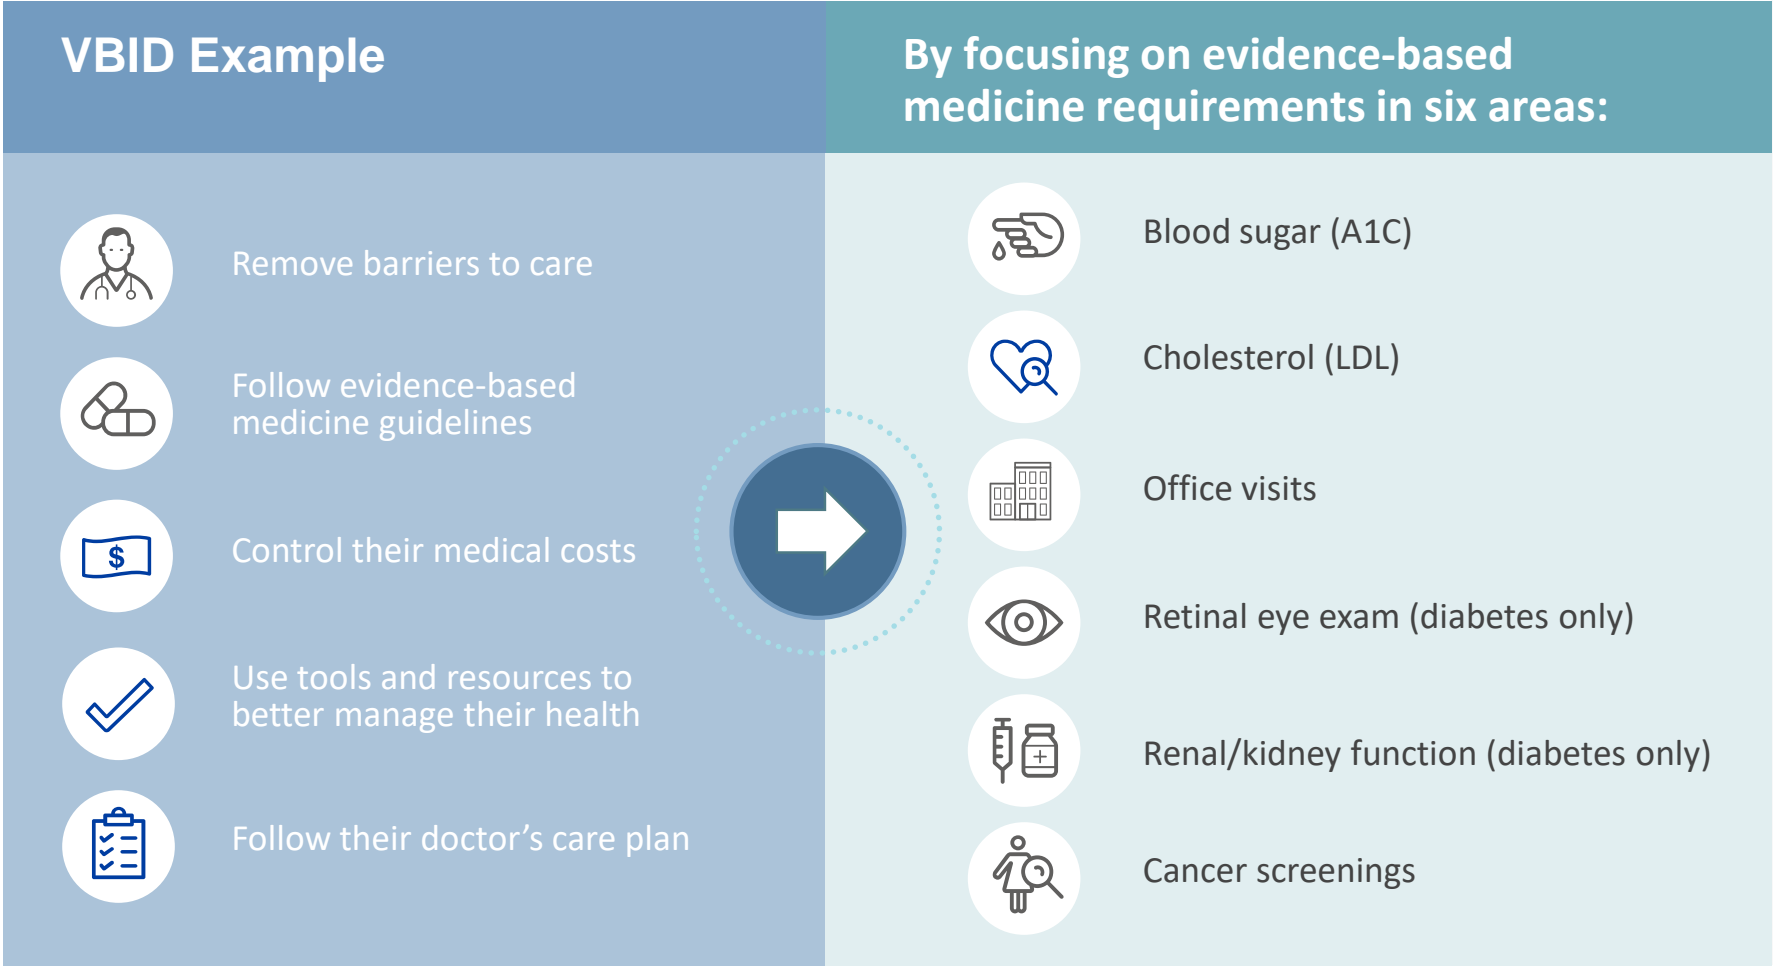 VBID Example
Remove barriers to care
Follow evidence-based
medicine guidelines
$
Control their medical costs
Use tools and resources to
better manage their health
Follow their doctor’s care plan
By focusing on evidence-based
medicine requirements in six areas:
Blood sugar (A1C)
Cholesterol (LDL)
Office visits
Retinal eye exam (diabetes only)
Renal/kidney function (diabetes only)
Cancer screenings